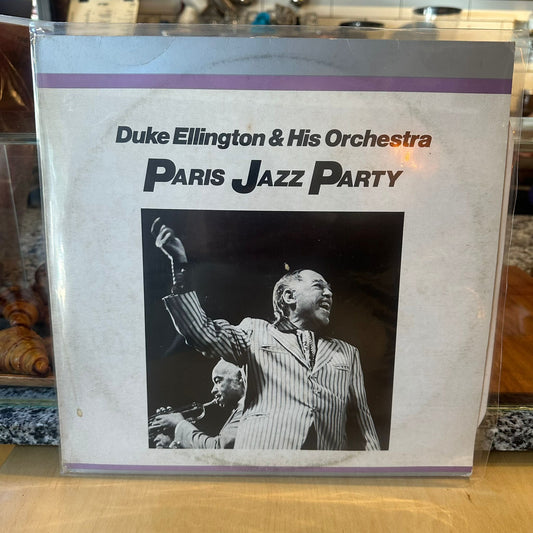 Duke Ellington & His Orchestra
PARIS JAZZ PARTY